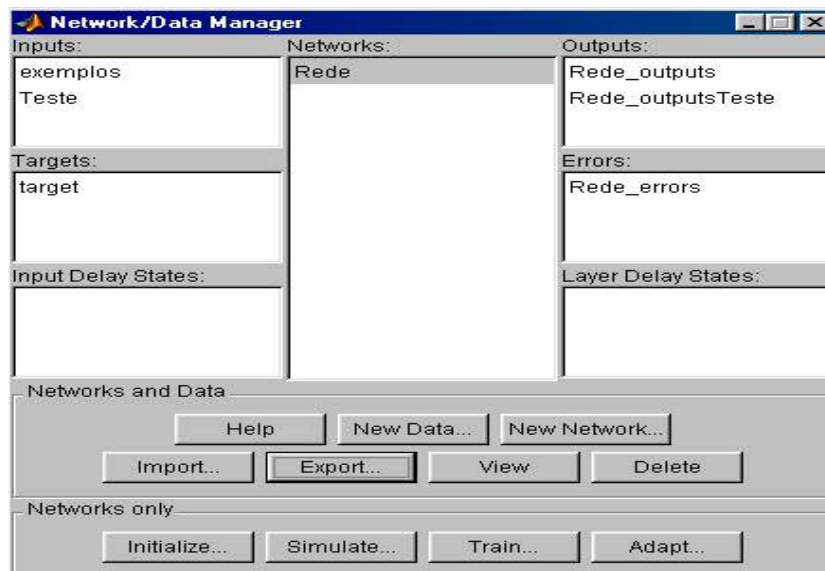 Network/Data Manager
Inputs:
exemplos
Teste
Networks:
Rede
Outputs:
Rede_outputs
Rede_outputsTeste
Targets:
target
Errors:
Rede_errors
Input Delay States:
Layer Delay States:
Networks and Data
Help
New Data...
New Network...
Import...
Export...
View
Delete
Networks only
Initialize...
Simulate...
Train...
Adapt...